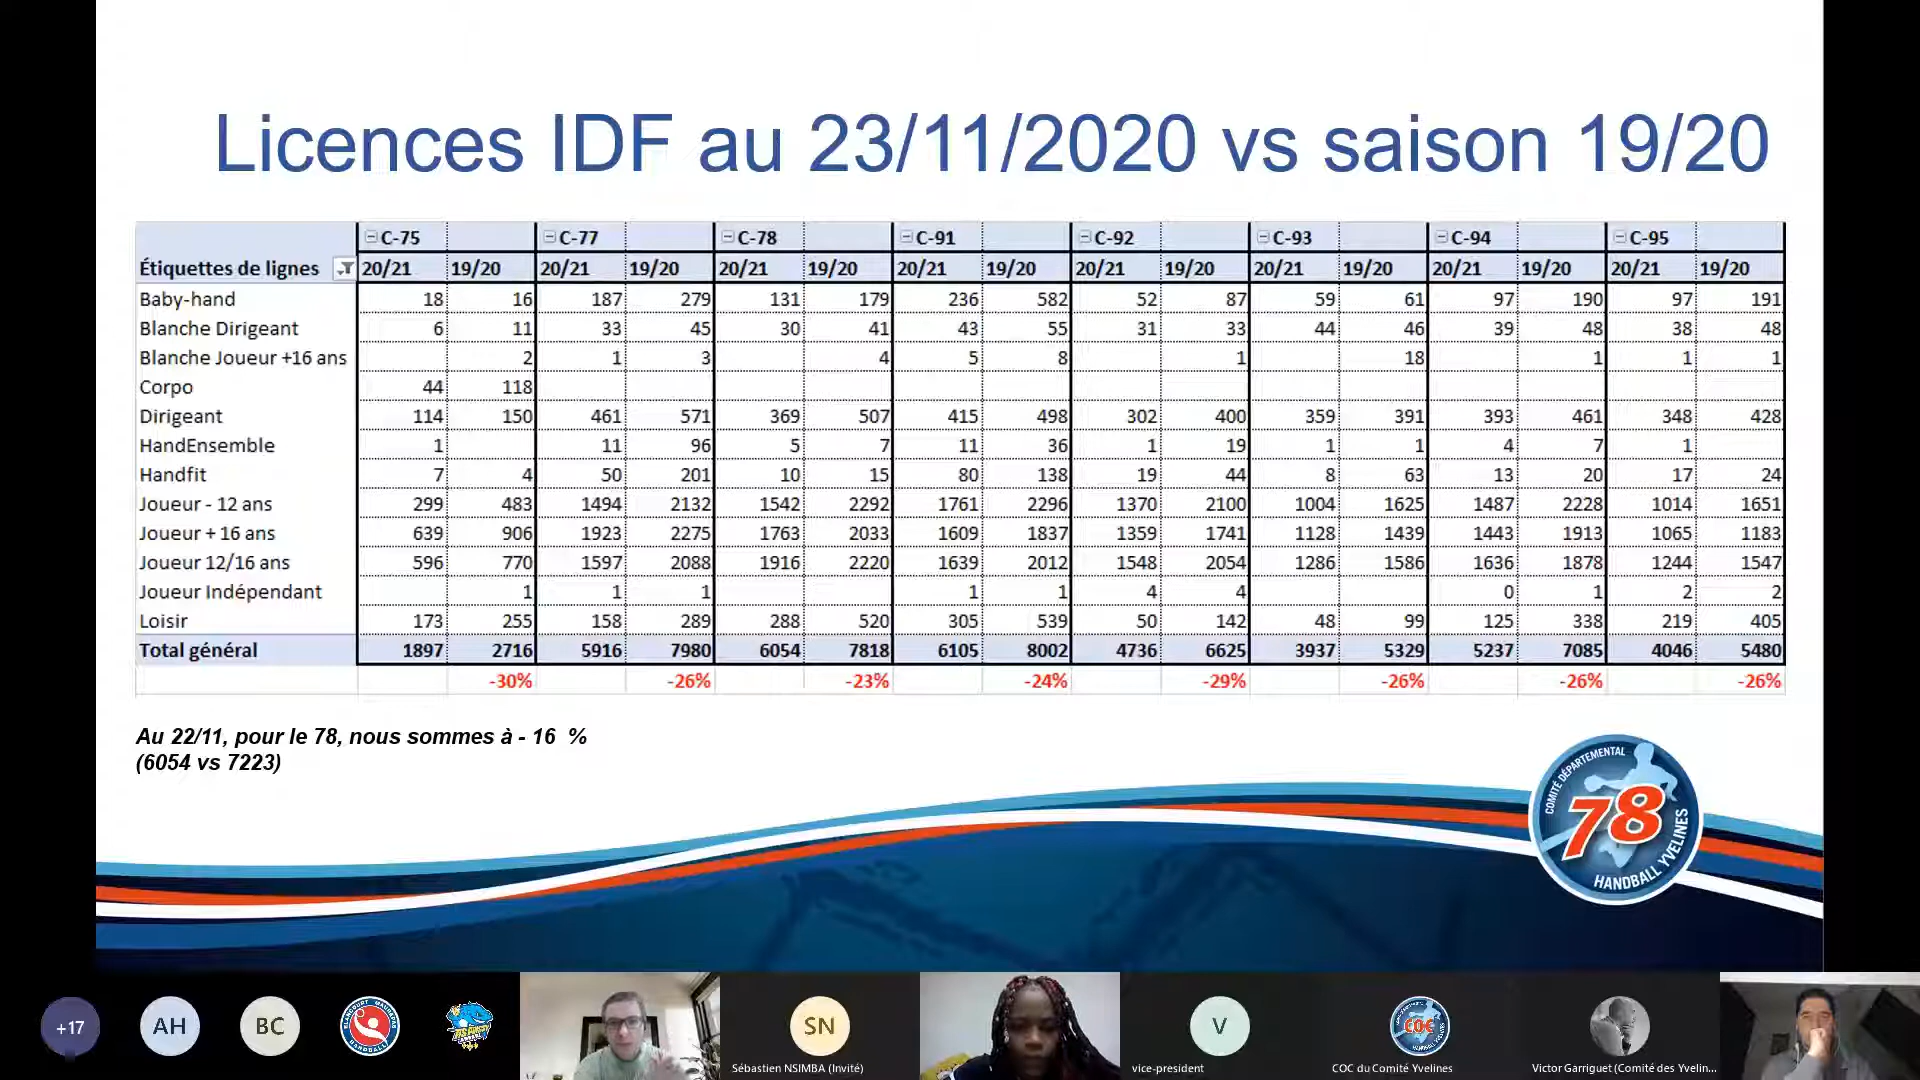 Licences IDF au 23/11/2020 vs saison 19/20
C-75 C-77 C-78 C-91 C-92 C-93 C-94 C-95
Étiquettes de lignes 20/21 19/20 20/21 19/20 20/21 19/20 20/21 19/20 20/21 19/20 20/21 19/20 20/21 19/20 20/21 19/20
Baby-hand 18 16 187 279 131 179 236 582 52 87 59 61 97 190 97 191
Blanche Dirigeant 6 11 33 45 30 41 43 55 31 33 44 46 39 48 38 48
Blanche Joueur +16 ans 2 1 3 4 5 8 1 18 1 1 1
Corpo 44 118
Dirigeant 114 150 461 571 369 507 415 498 302 400 359 391 393 461 348 428
HandEnsemble 1 11 96 5 7 11 36 1 19 1 1 4 7 1
Handfit 7 4 50 201 10 15 80 138 19 44 8 63 13 20 17 24
Joueur - 12 ans 299 483 1494 2132 1542 2292 1761 2296 1370 2100 1004 1625 1487 2228 1014 1651
Joueur + 16 ans 639 906 1923 2275 1763 2033 1609 1837 1359 1741 1128 1439 1443 1913 1065 1183
Joueur 12/16 ans 596 770 1597 2088 1916 2220 1639 2012 1548 2054 1286 1586 1636 1878 1244 1547
Joueur Indépendant 1 1 1 1 1 4 4 0 1 2 2
Loisir 173 255 158 289 288 520 305 539 50 142 48 99 125 338 219 405
Total général 1897 2716 5916 7980 6054 7818 6105 8002 4736 6625 3937 5329 5237 7085 4046 5480
-30% -26% -23% -24% -29% -26% -26% -26%
Au 22/11, pour le 78, nous sommes à - 16 %
(6054 vs 7223)
COMITÉ DÉPARTEMENTAL
78
HANDBALL YVELINES
+17 AH BC SN V COC
Sébastien NSIMBA (Invité) vice-president COC du Comité Yvelines Victor Garriguet (Comité des Yvelin...